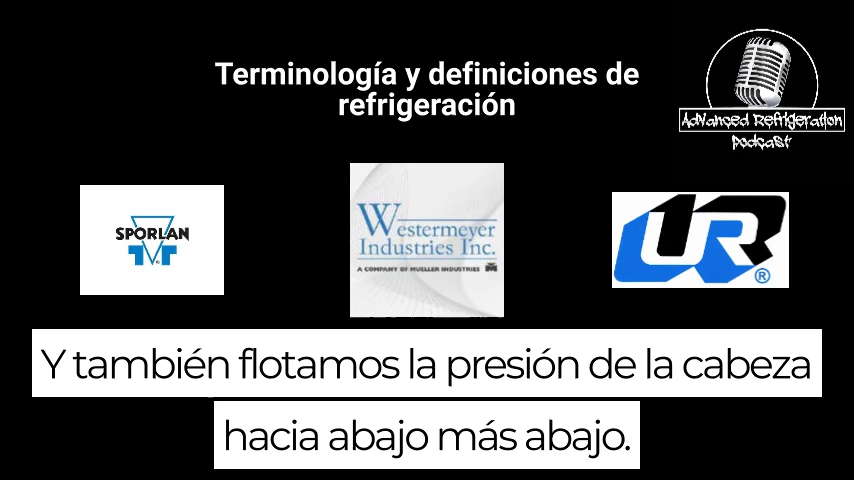 Terminología y definiciones de
refrigeración
Advanced Refrigeration
Podcast
SPORLAN
Westermeyer
Industries Inc.
A COMPANY OF MUELLER INDUSTRIES
UR
®
Y también flotamos la presión de la cabeza
hacia abajo más abajo.